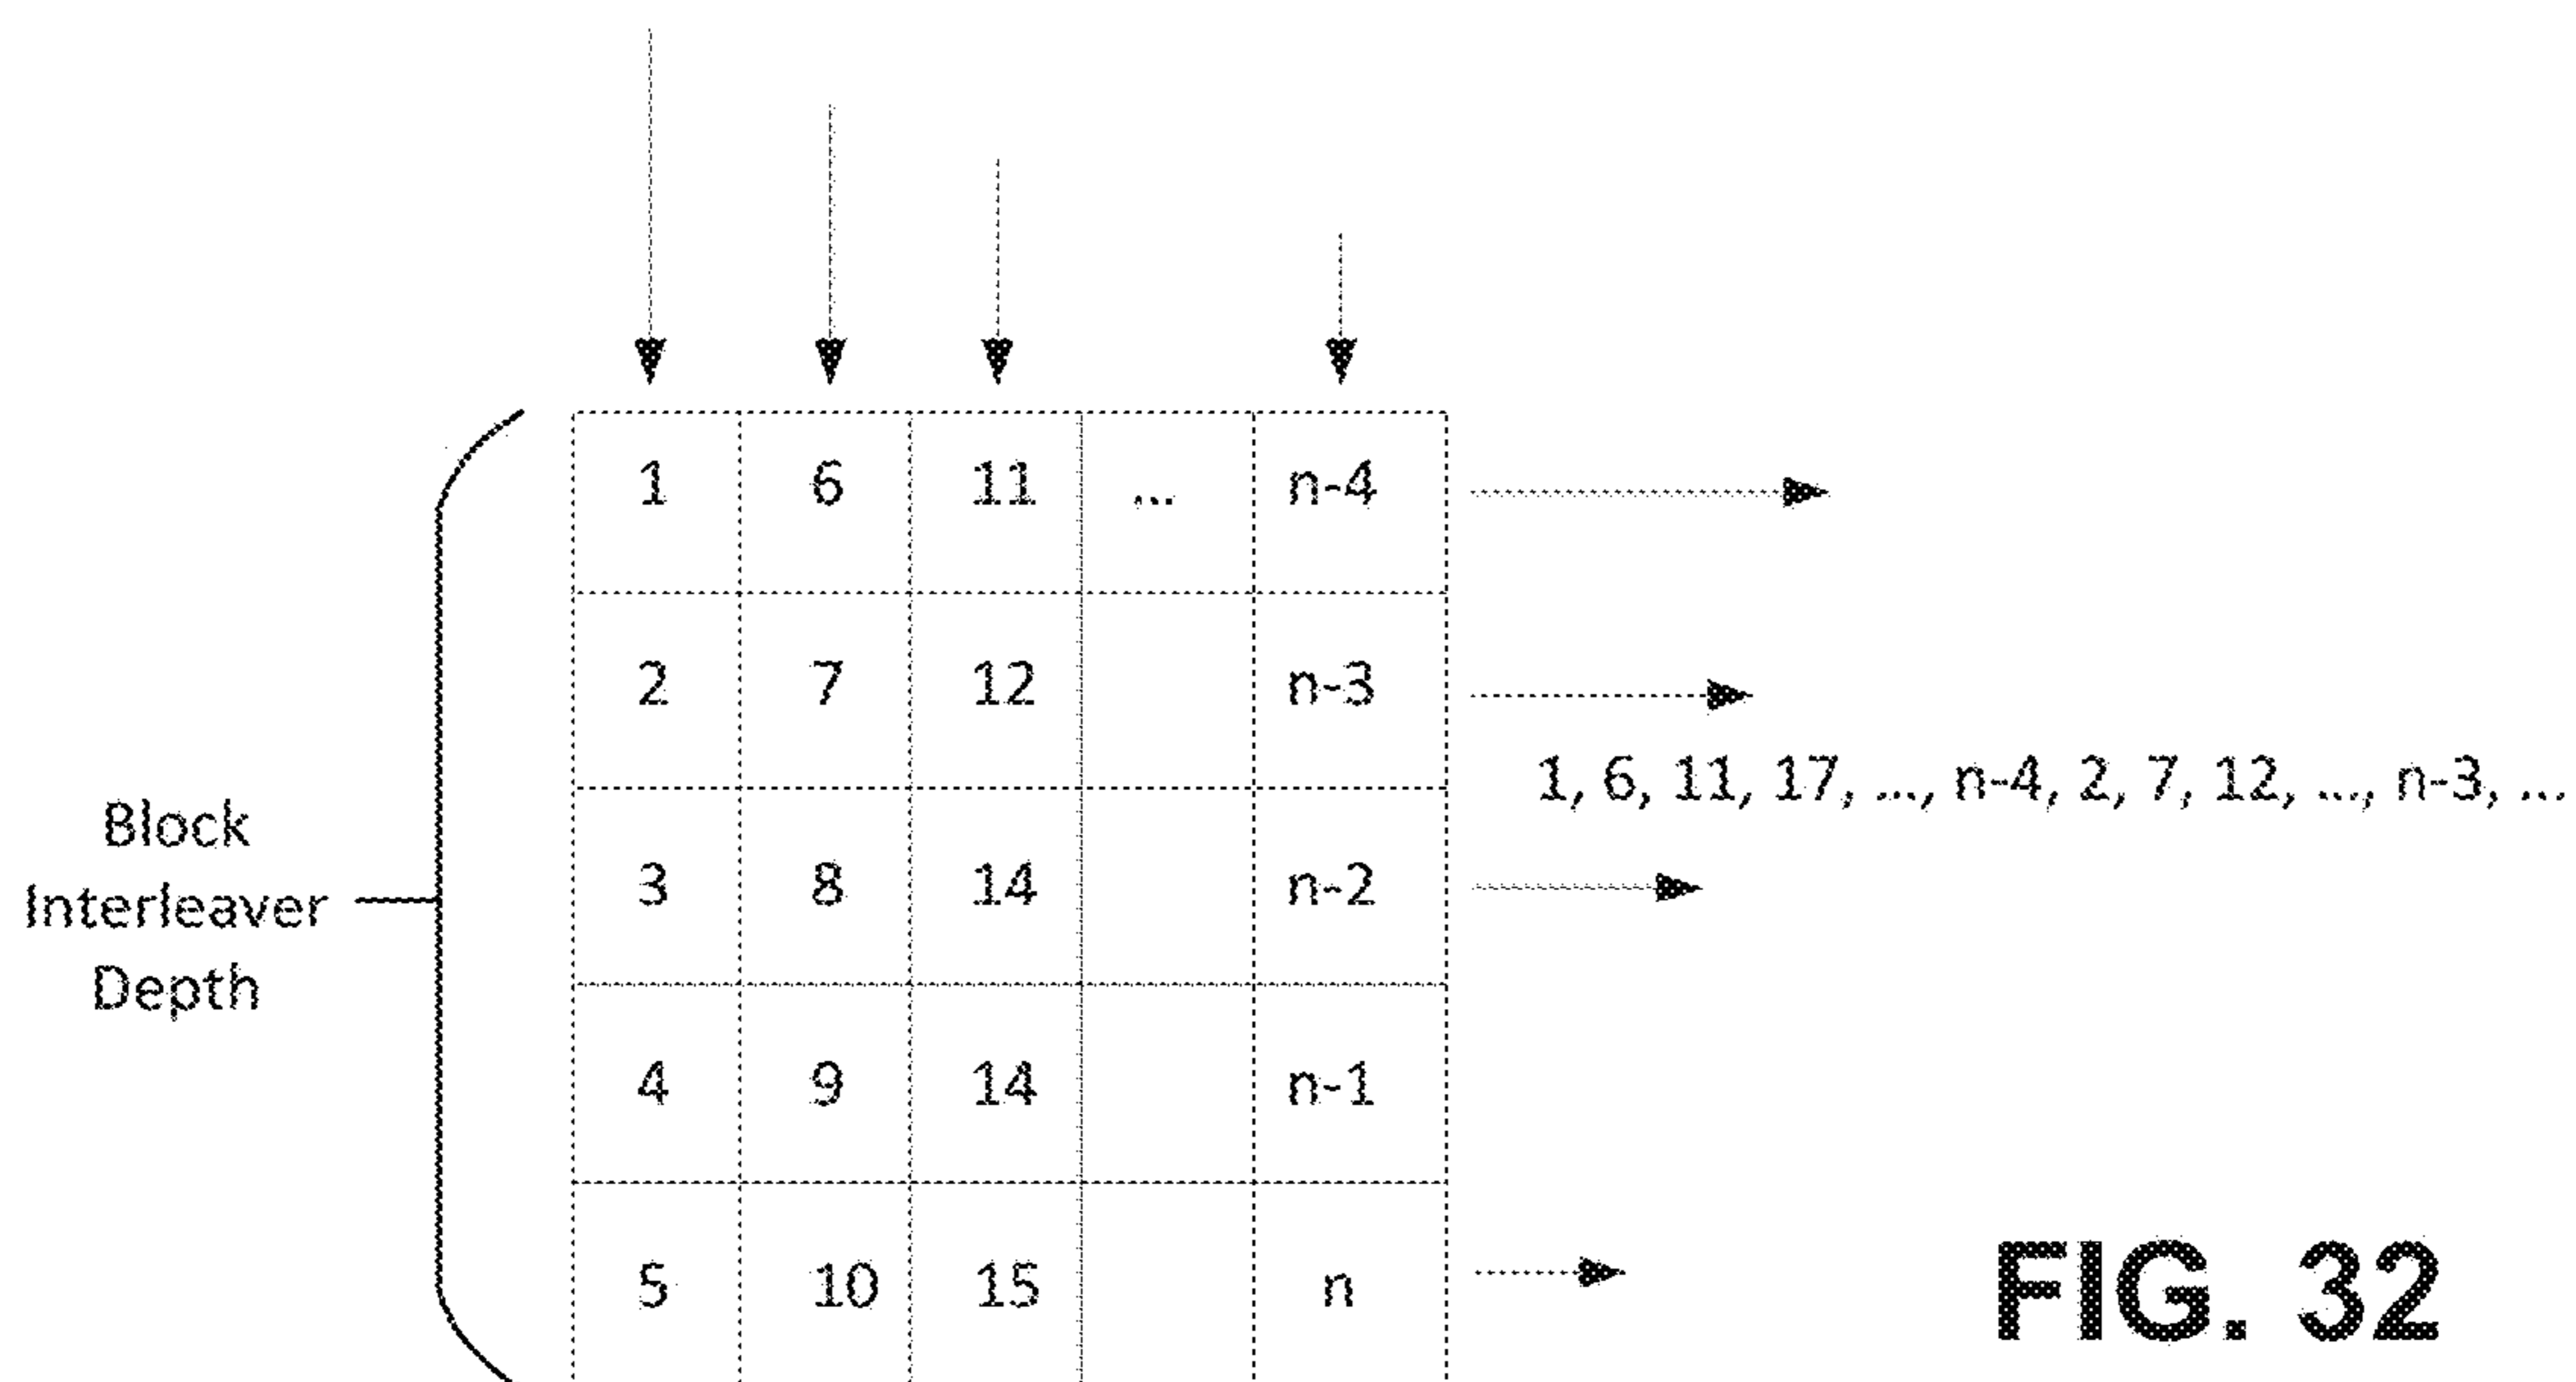 1 6 11 ... n-4
2 7 12 n-3
1, 6, 11, 17, ..., n-4, 2, 7, 12, ..., n-3, ...
Block
Interleaver
Depth
3 8 14 n-2
4 9 14 n-1
5 10 15 n
FIG. 32